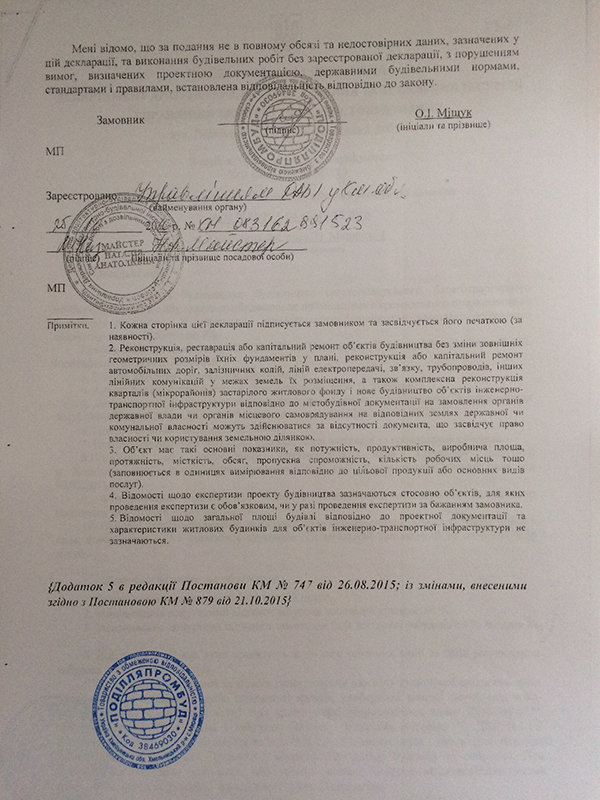 Мені відомо, що за подання не в повному обсязі та недостовірних даних, зазначених у
цій декларації, та виконання будівельних робіт без зареєстрованої декларації, з порушенням
вимог, визначених проектною документацією, державними будівельними нормами,
стандартами і правилами, встановлена відповідальність відповідно до закону.
Замовник О.І. Міщук
(підпис) (ініціали та прізвище)
МП
Зареєстровано Управлінням ДАБІ у
(найменування органу)
р. №
(підпис) (ініціали та прізвище посадової особи)
МАЙСТЕР
НАТАЛІЯ
АНАТОЛІЇВНА
МП
Примітки. 1. Кожна сторінка цієї декларації підписується замовником та засвідчується його печаткою (за
наявності).
2. Реконструкція, реставрація або капітальний ремонт об'єктів будівництва без зміни зовнішніх
геометричних розмірів їхніх фундаментів у плані, реконструкція або капітальний ремонт
автомобільних доріг, залізничних колій, ліній електропередачі, зв'язку, трубопроводів, інших
лінійних комунікацій у межах земель їх розміщення, а також комплексна реконструкція
кварталів (мікрорайонів) застарілого житлового фонду і нове будівництво об'єктів інженерно-
транспортної інфраструктури відповідно до містобудівної документації на замовлення органів
державної влади чи органів місцевого самоврядування на відповідних землях державної чи
комунальної власності можуть здійснюватися за відсутності документа, що засвідчує право
власності чи користування земельною ділянкою.
3. Об'єкт має такі основні показники, як потужність, продуктивність, виробнича площа,
протяжність, місткість, обсяг, пропускна спроможність, кількість робочих місць тощо
(заповнюється в одиницях вимірювання відповідно до цільової продукції або основних видів
послуг).
4. Відомості щодо експертизи проекту будівництва зазначаються стосовно об'єктів, для яких
проведення експертизи є обов'язковим, чи у разі проведення експертизи за бажанням замовника.
5. Відомості щодо загальної площі будівлі відповідно до проектної документації та
характеристики житлових будинків для об'єктів інженерно-транспортної інфраструктури не
зазначаються.
{Додаток 5 в редакції Постанови КМ № 747 від 26.08.2015; із змінами, внесеними
згідно з Постановою КМ № 879 від 21.10.2015}
Товариство з обмеженою відповідальністю
"ПОДІЛЛЯПРОМБУД"
Код 38469030